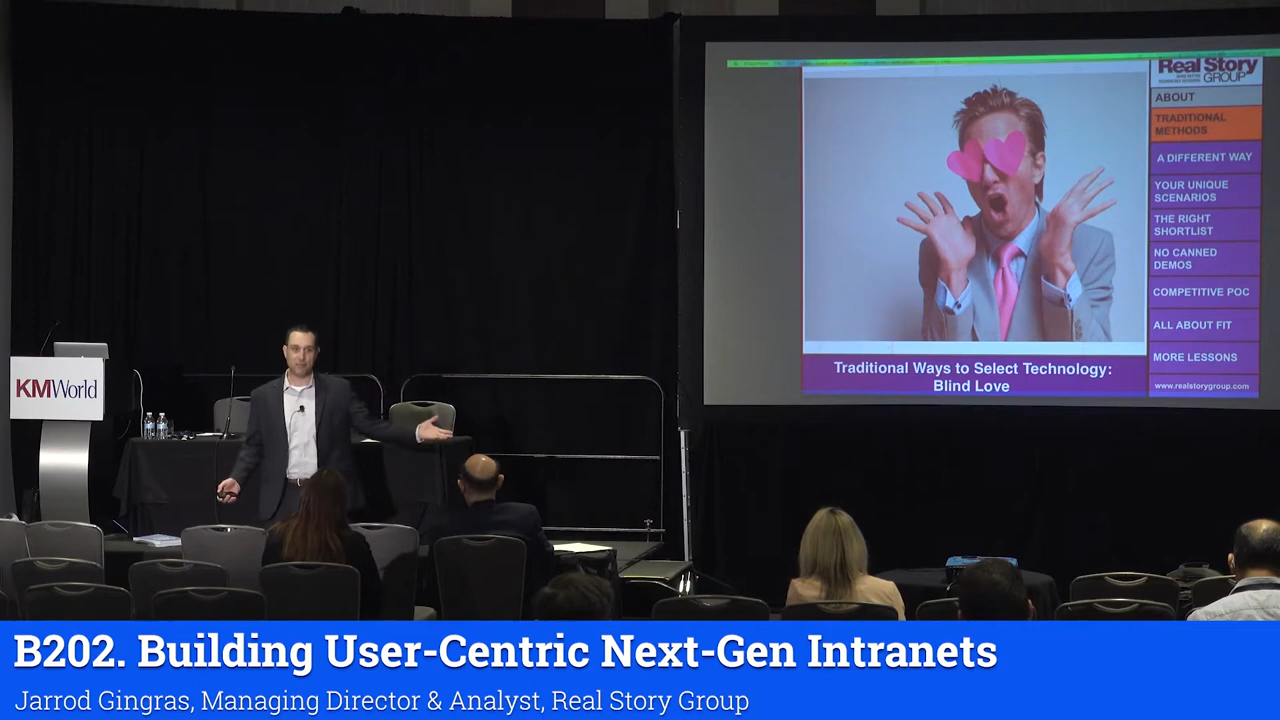 Real Story
GROUP
ABOUT
TRADITIONAL
METHODS
A DIFFERENT WAY
YOUR UNIQUE
SCENARIOS
THE RIGHT
SHORTLIST
NO CANNED
DEMOS
COMPETITIVE POC
ALL ABOUT FIT
MORE LESSONS
www.realstorygroup.com
Traditional Ways to Select Technology:
Blind Love
KMWorld
B202. Building User-Centric Next-Gen Intranets
Jarrod Gingras, Managing Director & Analyst, Real Story Group